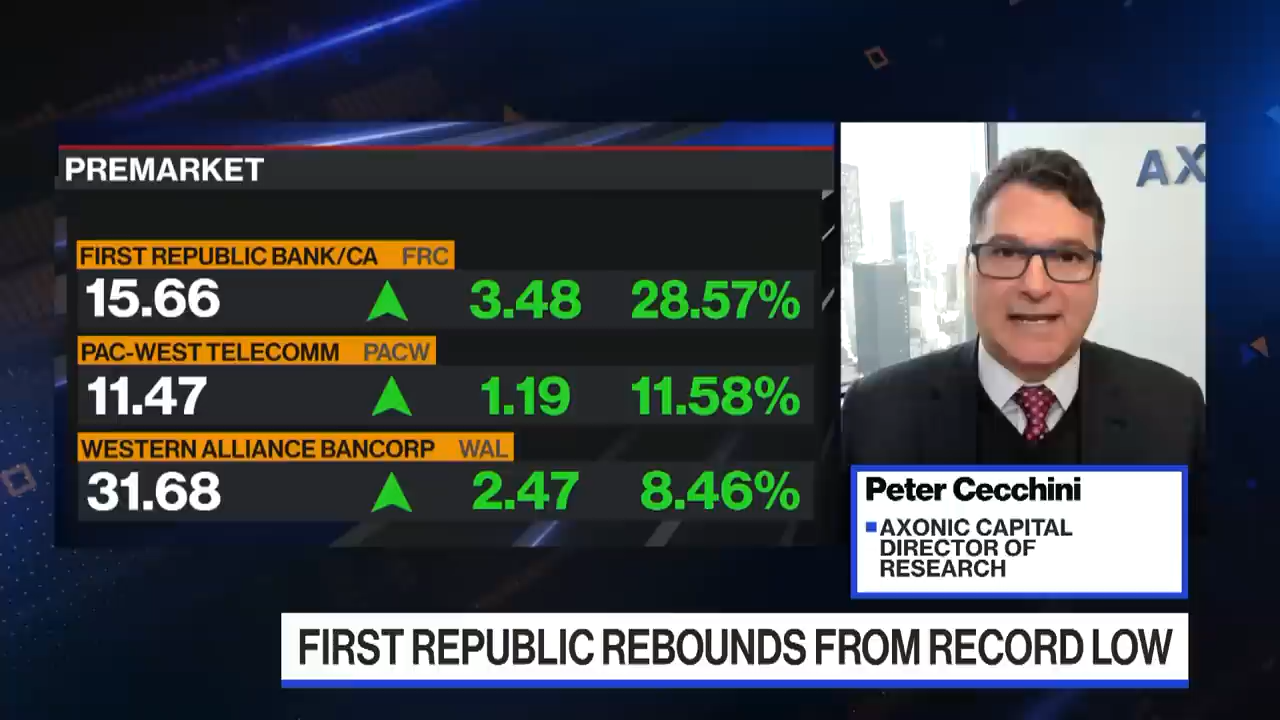 PREMARKET
FIRST REPUBLIC BANK/CA FRC
15.66 3.48 28.57%
PAC-WEST TELECOMM PACW
11.47 1.19 11.58%
WESTERN ALLIANCE BANCORP WAL
31.68 2.47 8.46%
AX
Peter Cecchini
AXONIC CAPITAL
DIRECTOR OF
RESEARCH
FIRST REPUBLIC REBOUNDS FROM RECORD LOW